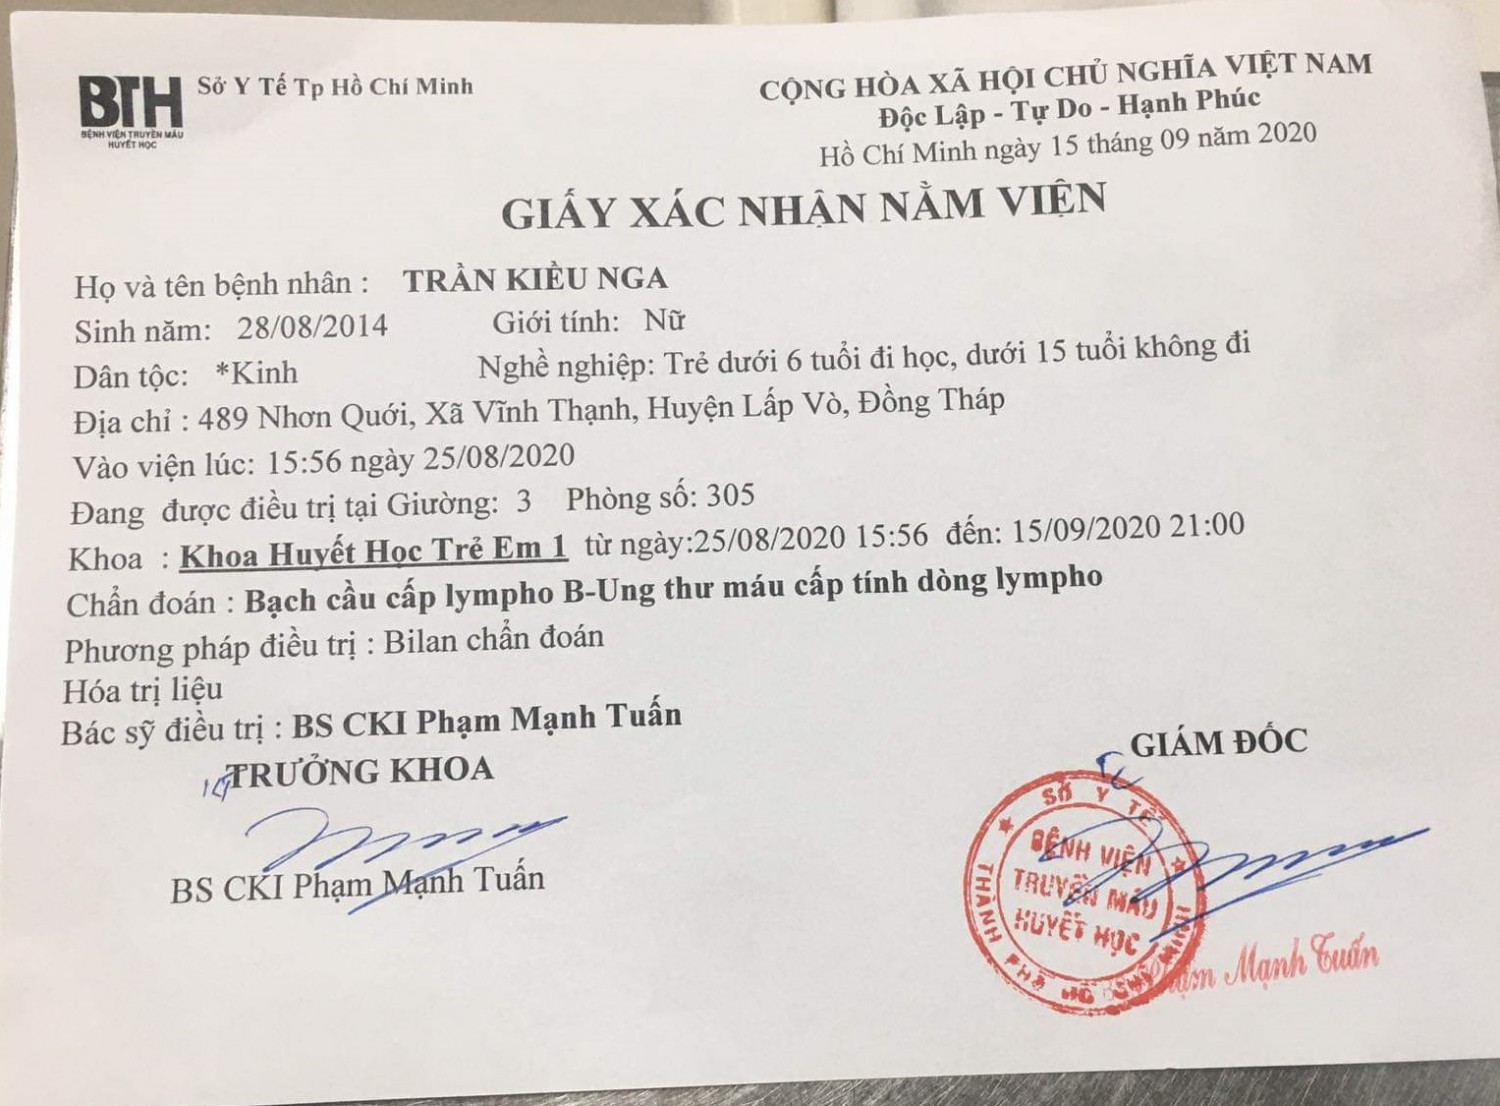 BTH
BỆNH VIỆN TRUYỀN MÁU
HUYẾT HỌC
Sở Y Tế Tp Hồ Chí Minh
CỘNG HÒA XÃ HỘI CHỦ NGHĨA VIỆT NAM
Độc Lập - Tự Do - Hạnh Phúc
Hồ Chí Minh ngày 15 tháng 09 năm 2020
GIẤY XÁC NHẬN NẰM VIỆN
Họ và tên bệnh nhân : TRẦN KIỀU NGA
Sinh năm: 28/08/2014 Giới tính: Nữ
Dân tộc: *Kinh Nghề nghiệp: Trẻ dưới 6 tuổi đi học, dưới 15 tuổi không đi
Địa chỉ : 489 Nhơn Quới, Xã Vĩnh Thạnh, Huyện Lấp Vò, Đồng Tháp
Vào viện lúc: 15:56 ngày 25/08/2020
Đang được điều trị tại Giường: 3 Phòng số: 305
Khoa : Khoa Huyết Học Trẻ Em 1 từ ngày:25/08/2020 15:56 đến: 15/09/2020 21:00
Chẩn đoán : Bạch cầu cấp lympho B-Ung thư máu cấp tính dòng lympho
Phương pháp điều trị : Bilan chẩn đoán
Hóa trị liệu
Bác sỹ điều trị : BS CKI Phạm Mạnh Tuấn
TRƯỞNG KHOA
GIÁM ĐỐC
BS CKI Phạm Mạnh Tuấn
SỞ Y TẾ
THÀNH PHỐ HỒ CHÍ MINH
BỆNH VIỆN
TRUYỀN MÁU
HUYẾT HỌC
Phạm Mạnh Tuấn